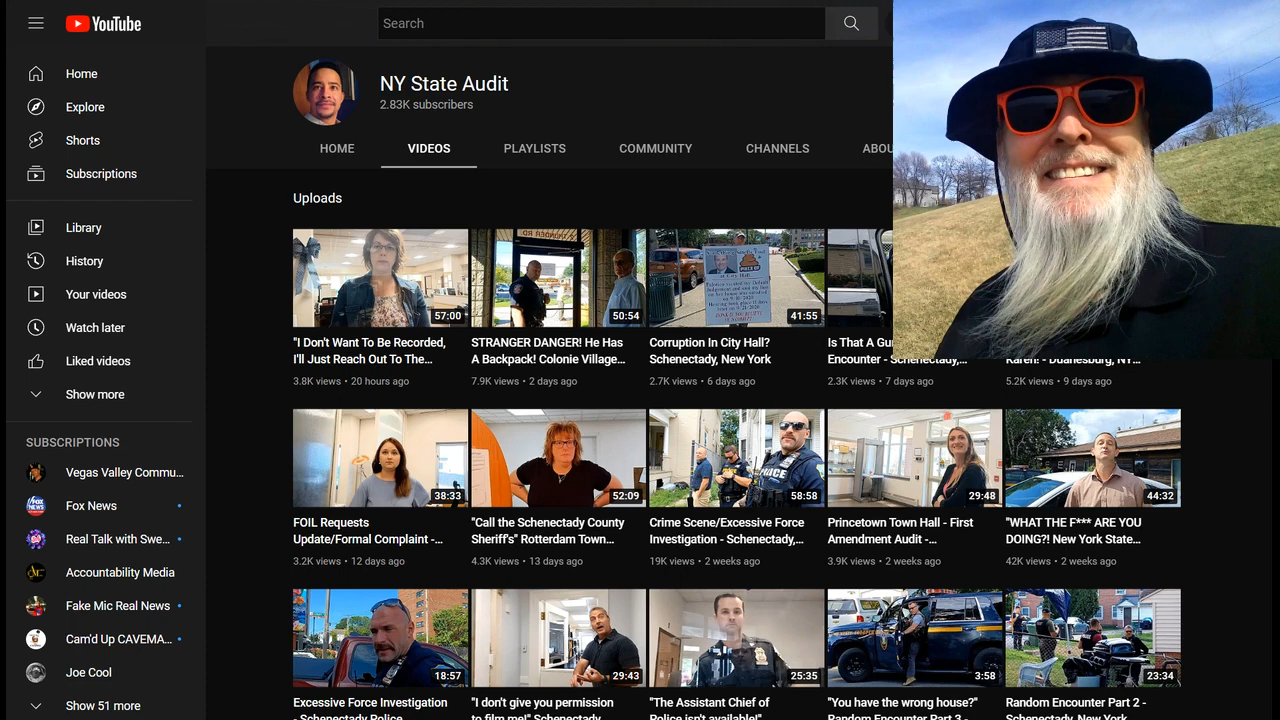 YouTube
Search
Home
Explore
Shorts
Subscriptions
Library
History
Your videos
Watch later
Liked videos
Show more
SUBSCRIPTIONS
Vegas Valley Commu...
Fox News
Real Talk with Swe...
Accountability Media
Fake Mic Real News
Cam'd Up CAVEMA...
Joe Cool
Show 51 more
NY State Audit
2.83K subscribers
HOME VIDEOS PLAYLISTS COMMUNITY CHANNELS ABOU
Uploads
57:00
"I Don't Want To Be Recorded,
I'll Just Reach Out To The...
3.8K views • 20 hours ago
50:54
STRANGER DANGER! He Has
A Backpack! Colonie Village...
7.9K views • 2 days ago
41:55
Corruption In City Hall?
Schenectady, New York
2.7K views • 6 days ago
Is That A Gu
Encounter - Schenectady,...
2.3K views • 7 days ago
Karen! - Duanesburg, NY...
5.2K views • 9 days ago
38:33
FOIL Requests
Update/Formal Complaint -...
3.2K views • 12 days ago
52:09
"Call the Schenectady County
Sheriff's" Rotterdam Town...
4.3K views • 13 days ago
POLICE
58:58
Crime Scene/Excessive Force
Investigation - Schenectady,...
19K views • 2 weeks ago
29:48
Princetown Town Hall - First
Amendment Audit -...
3.9K views • 2 weeks ago
44:32
"WHAT THE F*** ARE YOU
DOING?! New York State...
42K views • 2 weeks ago
18:57
Excessive Force Investigation
- Schenectady Police
29:43
"I don't give you permission
to film me!" Schenectady
25:35
"The Assistant Chief of
Police isn't available!"
3:58
"You have the wrong house?"
Random Encounter Part 3 -
23:34
Random Encounter Part 2 -
Schenectady, New York